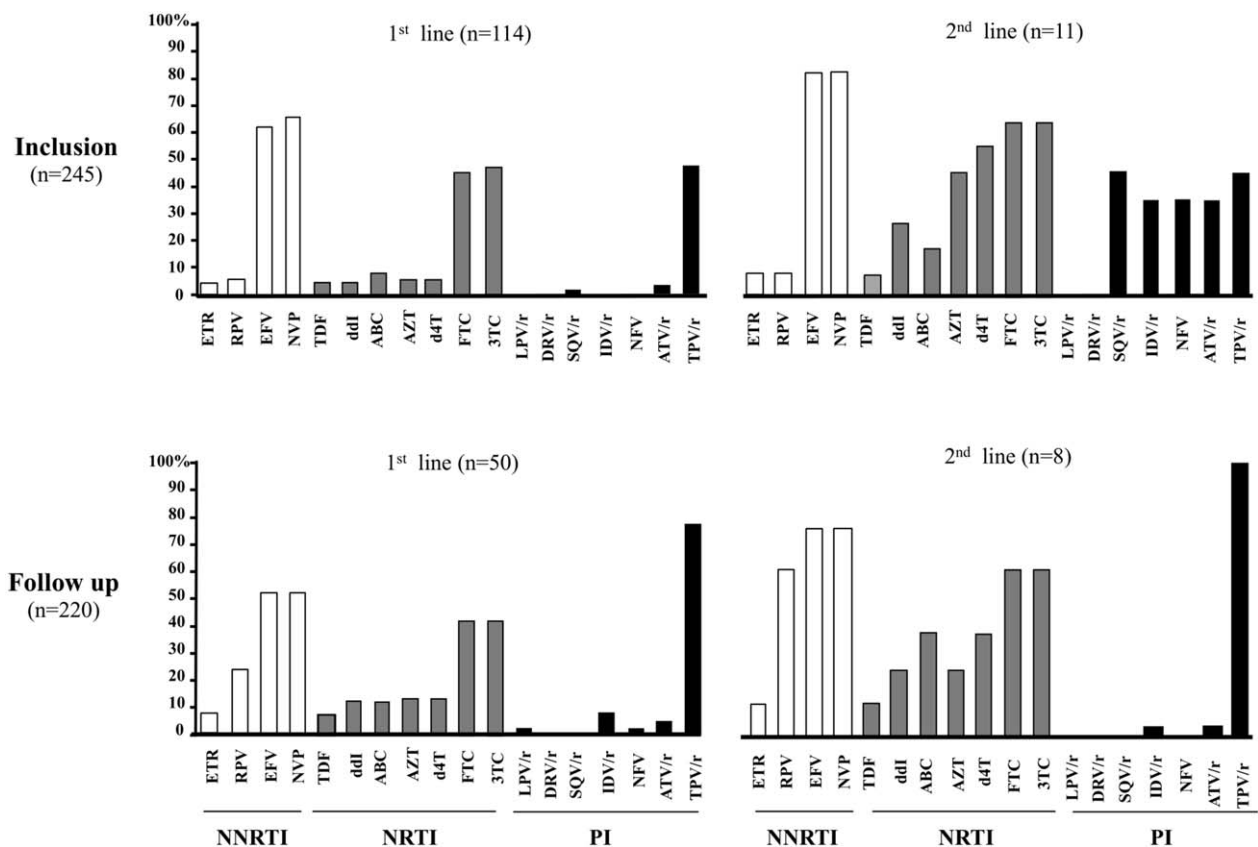 1st line (n=114)
2nd line (n=11)
Inclusion
(n=245)
100%
90
80
70
60
50
40
30
20
10
0
ETR RPV EFV NVP TDF ddI ABC AZT d4T FTC 3TC LPV/r DRV/r SQV/r IDV/r NFV ATV/r TPV/r
ETR RPV EFV NVP TDF ddI ABC AZT d4T FTC 3TC LPV/r DRV/r SQV/r IDV/r NFV ATV/r TPV/r
1st line (n=50)
2nd line (n=8)
Follow up
(n=220)
100%
90
80
70
60
50
40
30
20
10
0
ETR RPV EFV NVP TDF ddI ABC AZT d4T FTC 3TC LPV/r DRV/r SQV/r IDV/r NFV ATV/r TPV/r
ETR RPV EFV NVP TDF ddI ABC AZT d4T FTC 3TC LPV/r DRV/r SQV/r IDV/r NFV ATV/r TPV/r
NNRTI NRTI PI
NNRTI NRTI PI